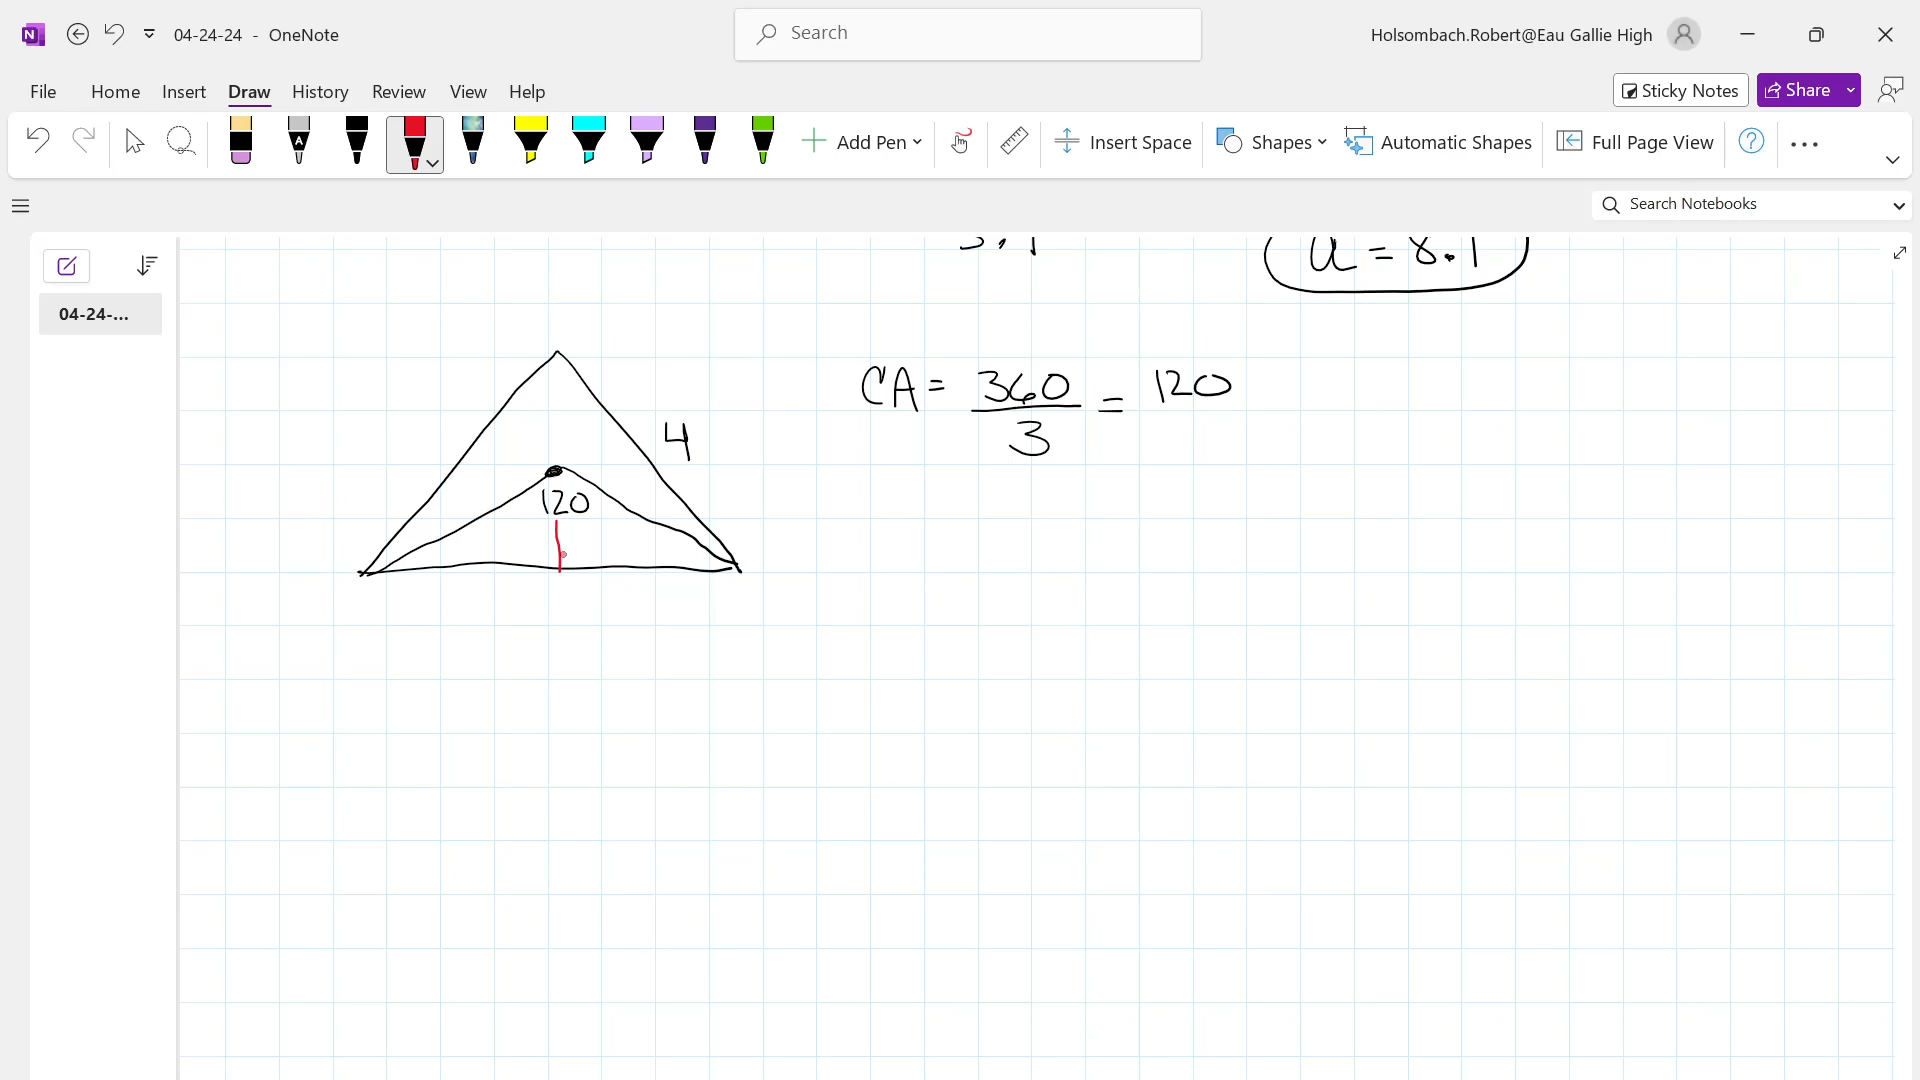 04-24-24 - OneNote
Search
Holsombach.Robert@Eau Gallie High
File Home Insert Draw History Review View Help
Sticky Notes
Share
A
Add Pen
Insert Space
Shapes
Automatic Shapes
Full Page View
?
Search Notebooks
04-24-...
a = 8.1
CA = 360/3 = 120
4
120